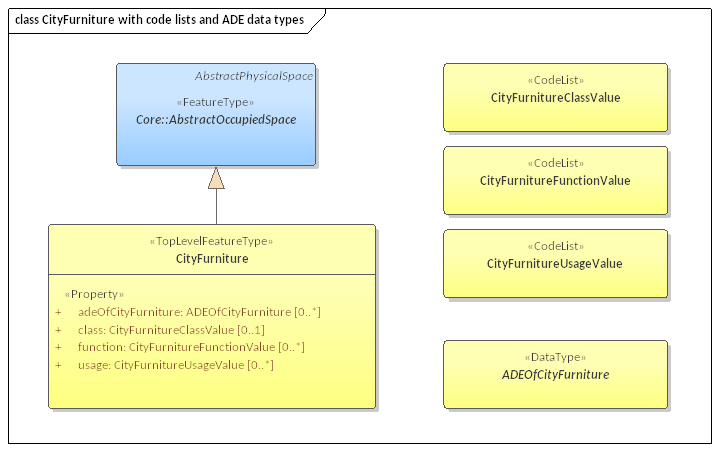 class CityFurniture with code lists and ADE data types
AbstractPhysicalSpace
«FeatureType»
Core::AbstractOccupiedSpace
«TopLevelFeatureType»
CityFurniture
«Property»
+ adeOfCityFurniture: ADEOfCityFurniture [0..*]
+ class: CityFurnitureClassValue [0..1]
+ function: CityFurnitureFunctionValue [0..*]
+ usage: CityFurnitureUsageValue [0..*]
«CodeList»
CityFurnitureClassValue
«CodeList»
CityFurnitureFunctionValue
«CodeList»
CityFurnitureUsageValue
«DataType»
ADEOfCityFurniture